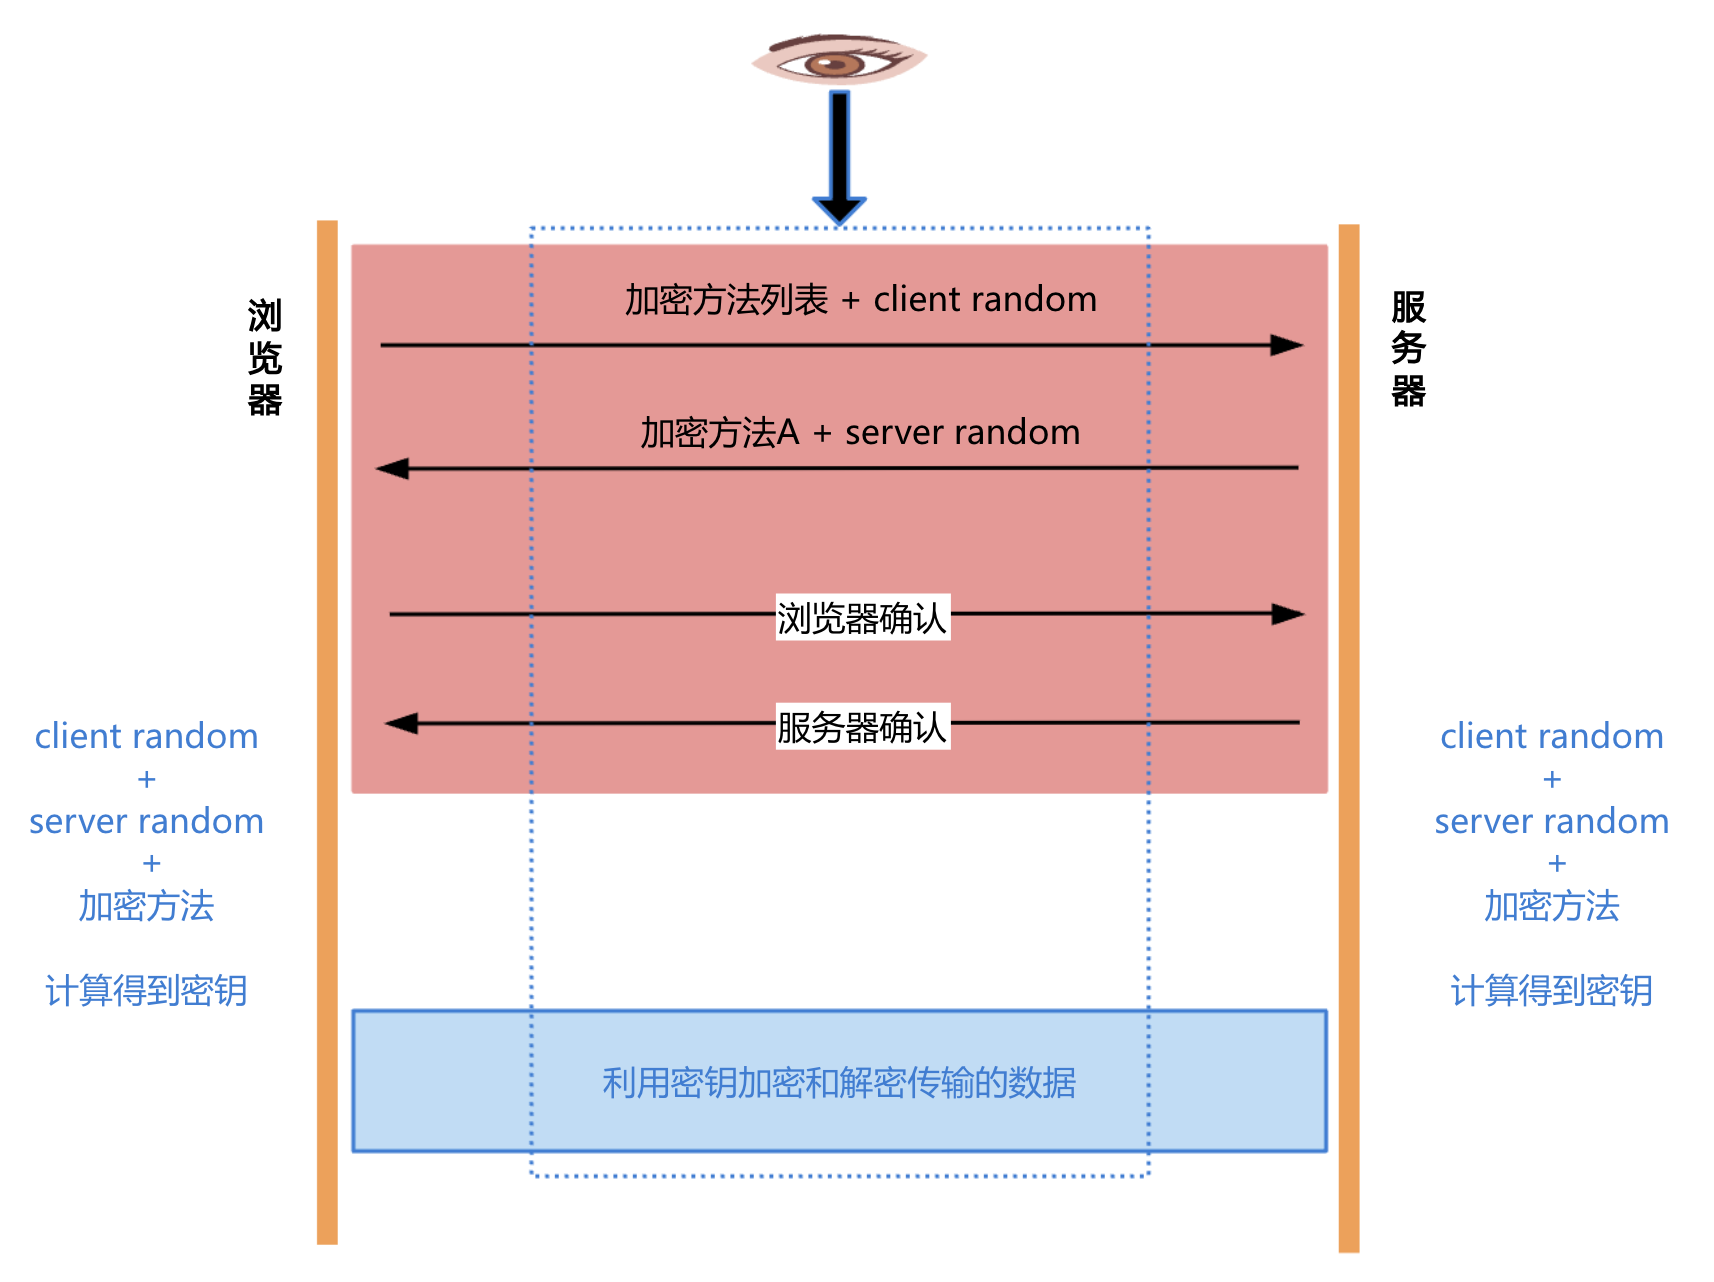 浏览器
服务器
加密方法列表 + client random
加密方法A + server random
浏览器确认
服务器确认
client random
+
server random
+
加密方法
计算得到密钥
client random
+
server random
+
加密方法
计算得到密钥
利用密钥加密和解密传输的数据